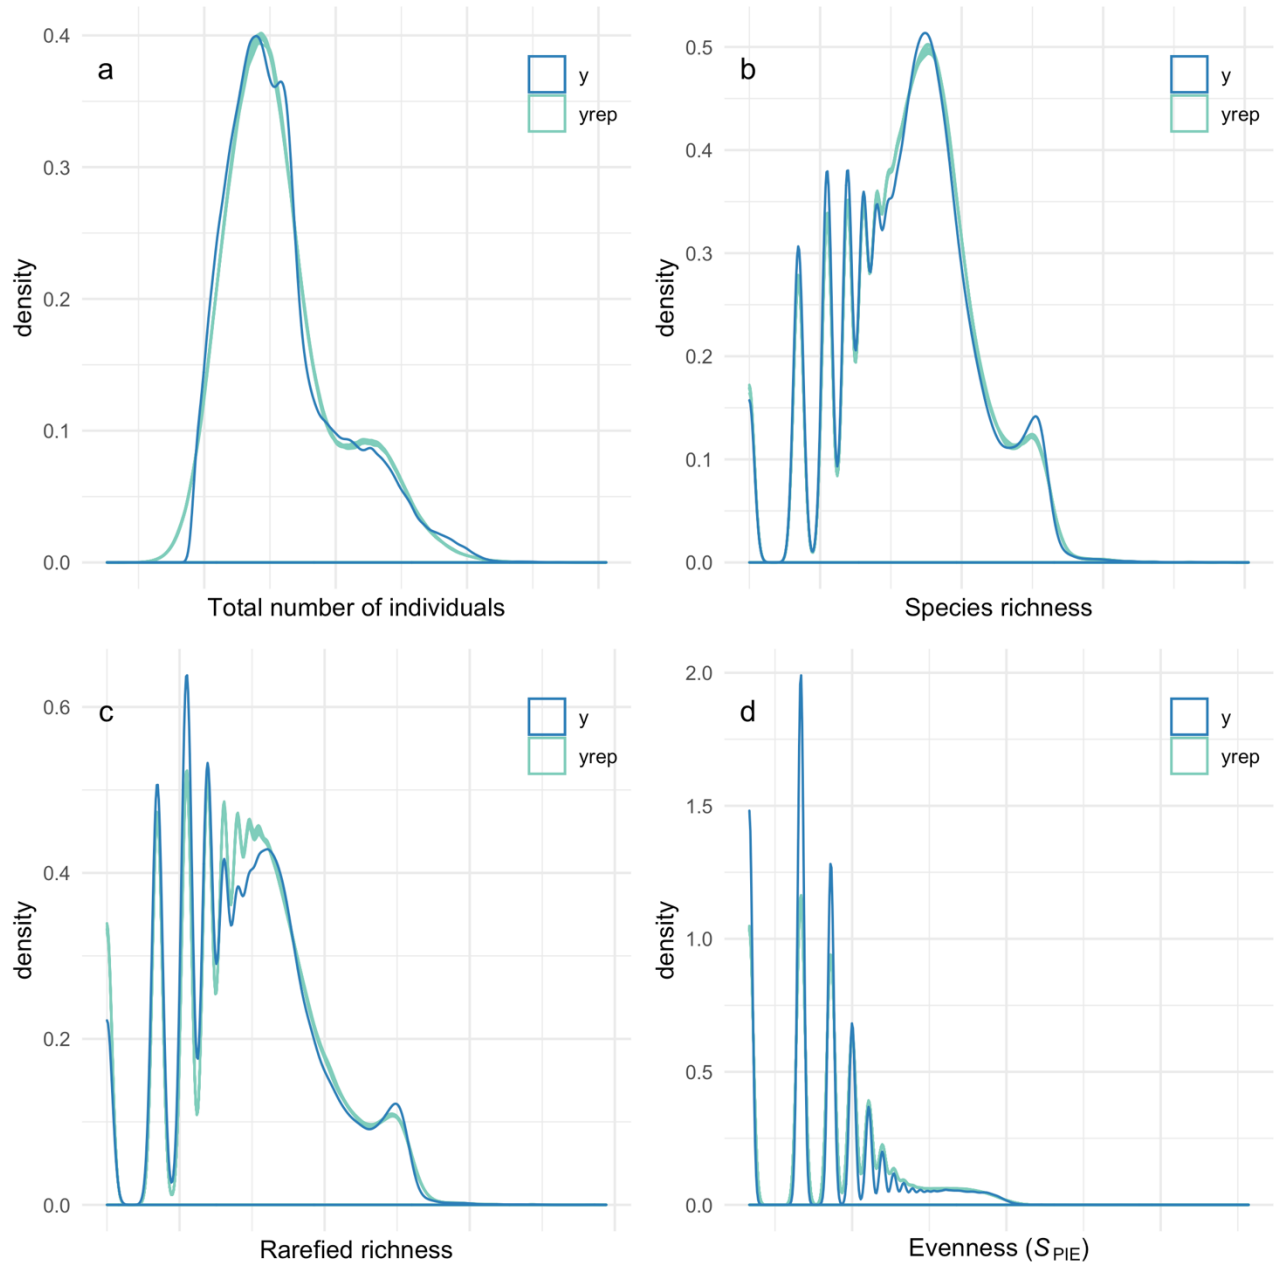 a
y
yrep
0.4
0.3
0.2
0.1
0.0
density
Total number of individuals
b
y
yrep
0.5
0.4
0.3
0.2
0.1
0.0
density
Species richness
c
y
yrep
0.6
0.4
0.2
0.0
density
Rarefied richness
d
y
yrep
2.0
1.5
1.0
0.5
0.0
density
Evenness (S PIE)